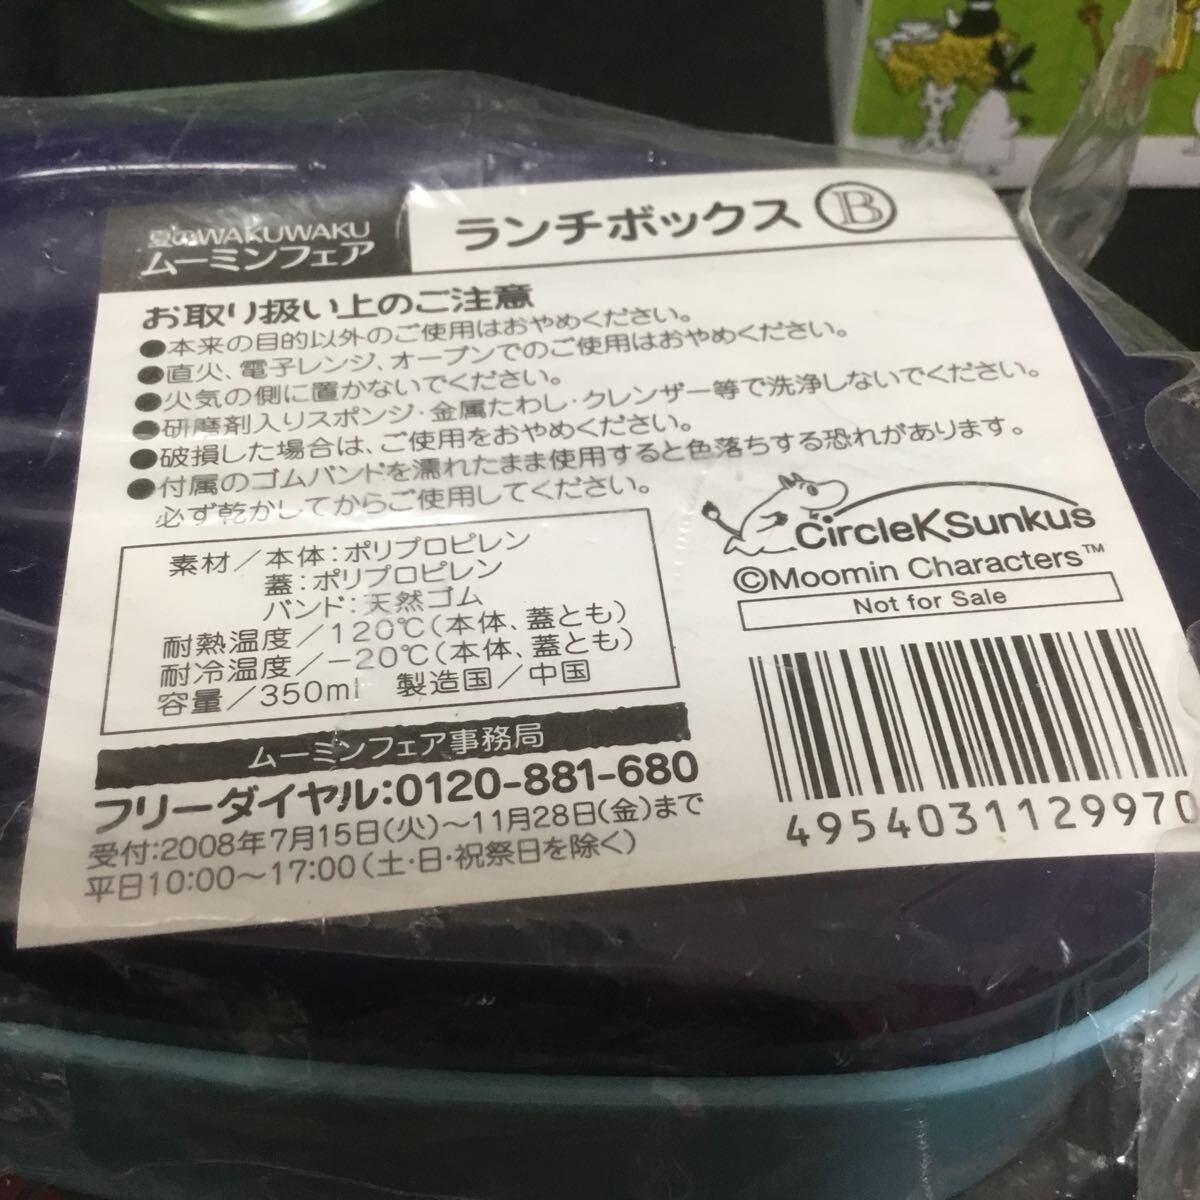 夏のWAKUWAKU
ムーミンフェア
ランチボックス Ⓑ
お取り扱い上のご注意
●本来の目的以外のご使用はおやめください。
●直火、電子レンジ、オーブンでのご使用はおやめください。
●火気の側に置かないでください。
●研磨剤入りスポンジ・金属たわし・クレンザー等で洗浄しないでください。
●破損した場合は、ご使用をおやめください。
●付属のゴムバンドを濡れたまま使用すると色落ちする恐れがあります。
必ず乾かしてからご使用してください。
素材／本体：ポリプロピレン
蓋：ポリプロピレン
バンド：天然ゴム
耐熱温度／120℃（本体、蓋とも）
耐冷温度／−20℃（本体、蓋とも）
容量／350ml 製造国／中国
CircleKSunkus
©Moomin Characters™
Not for Sale
ムーミンフェア事務局
フリーダイヤル：0120-881-680
受付：2008年7月15日（火）〜11月28日（金）まで
平日10:00〜17:00（土・日・祝祭日を除く）
4954031129970